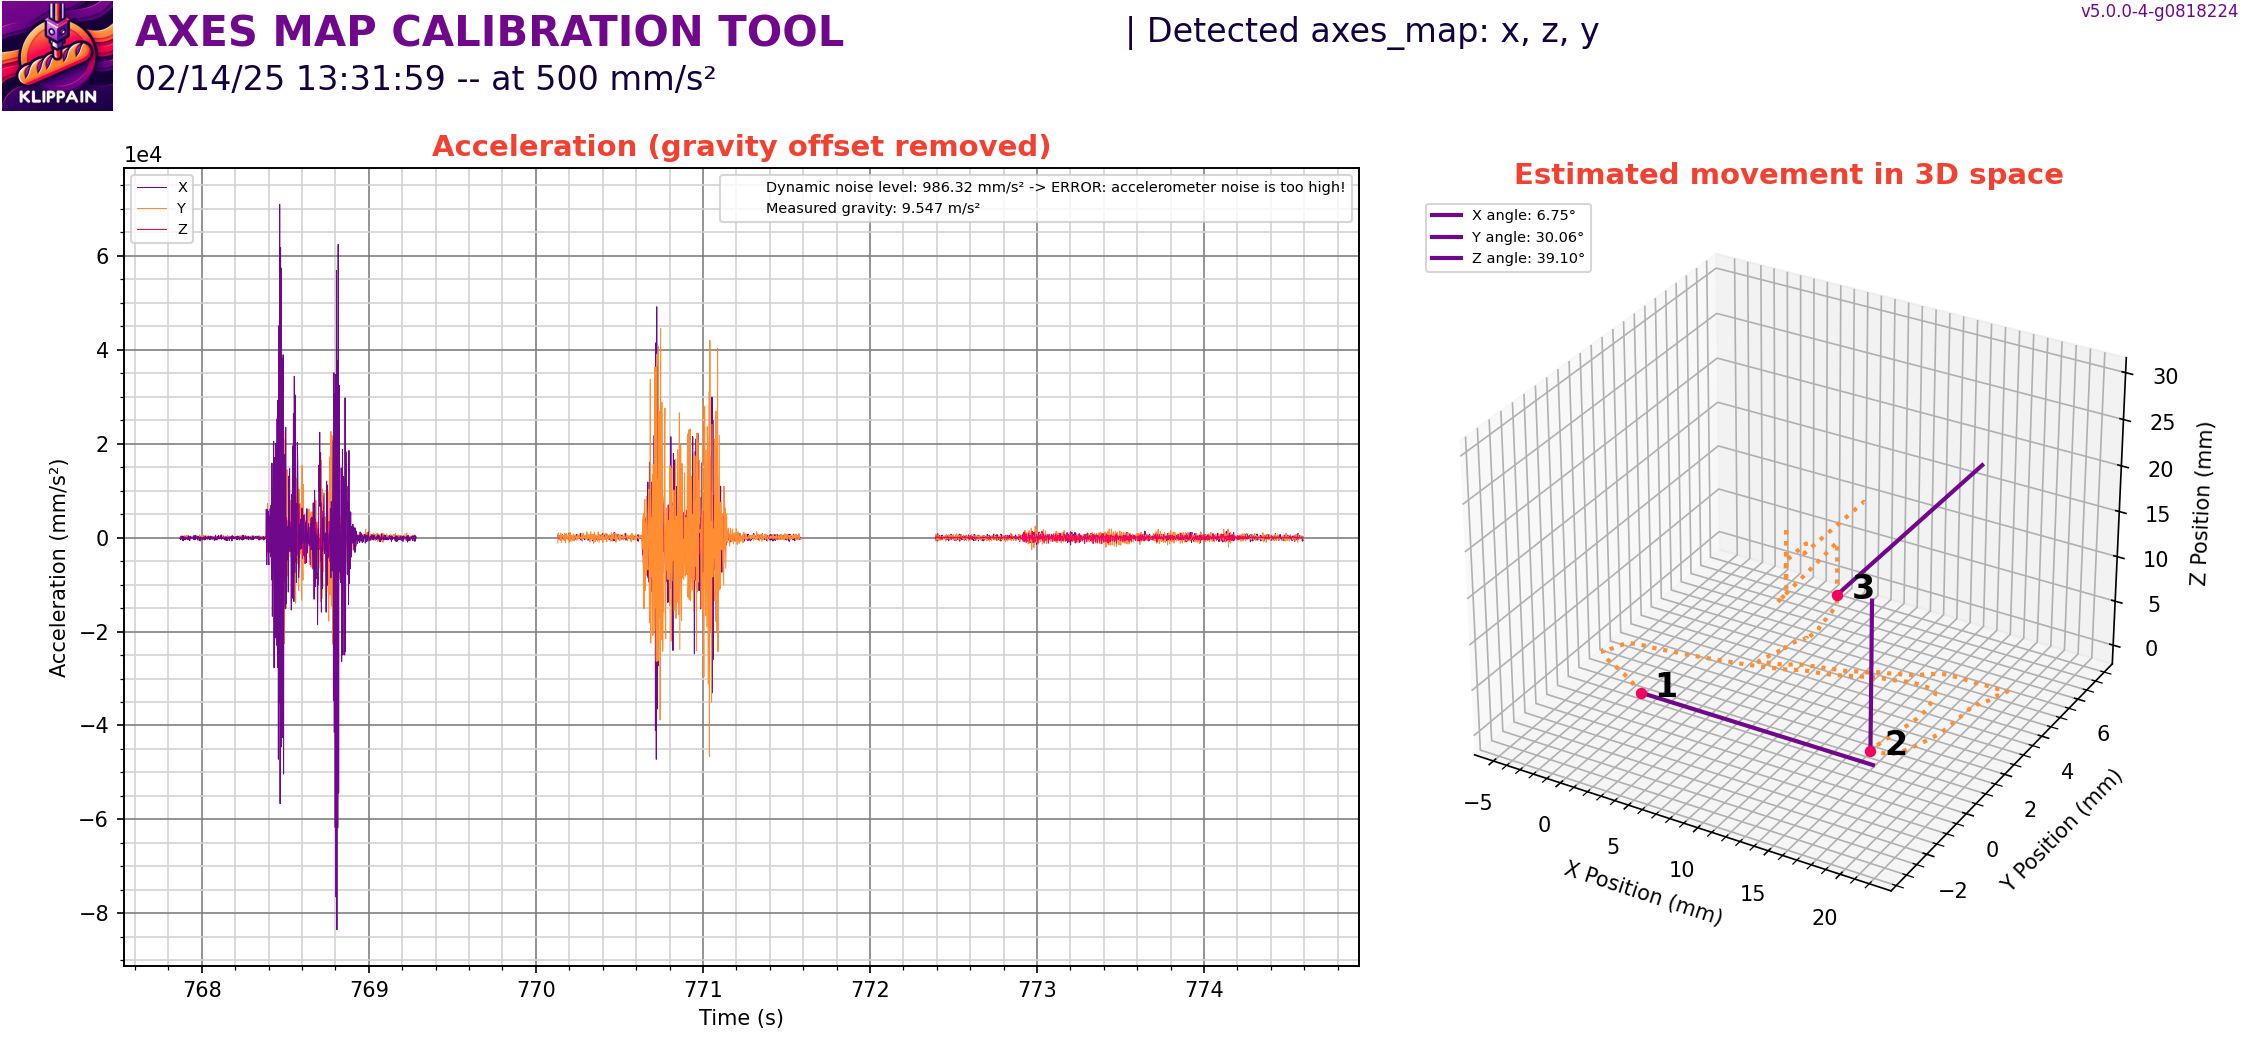 AXES MAP CALIBRATION TOOL
| Detected axes_map: x, z, y
v5.0.0-4-g0818224
02/14/25 13:31:59 -- at 500 mm/s²
KLIPPAIN
Acceleration (gravity offset removed)
1e4
X
Y
Z
Dynamic noise level: 986.32 mm/s² -> ERROR: accelerometer noise is too high!
Measured gravity: 9.547 m/s²
6
4
2
0
−2
−4
−6
−8
Acceleration (mm/s²)
768
769
770
771
772
773
774
Time (s)
Estimated movement in 3D space
X angle: 6.75°
Y angle: 30.06°
Z angle: 39.10°
1
2
3
−5
0
5
10
15
20
X Position (mm)
−2
0
2
4
6
Y Position (mm)
0
5
10
15
20
25
30
Z Position (mm)